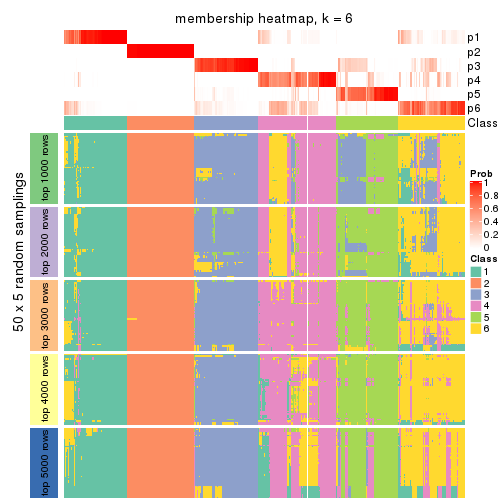 membership heatmap, k = 6
p1
p2
p3
p4
p5
p6
Class
50 x 5 random samplings
top 1000 rows
top 2000 rows
top 3000 rows
top 4000 rows
top 5000 rows
Prob
1
0.8
0.6
0.4
0.2
0
Class
1
2
3
4
5
6